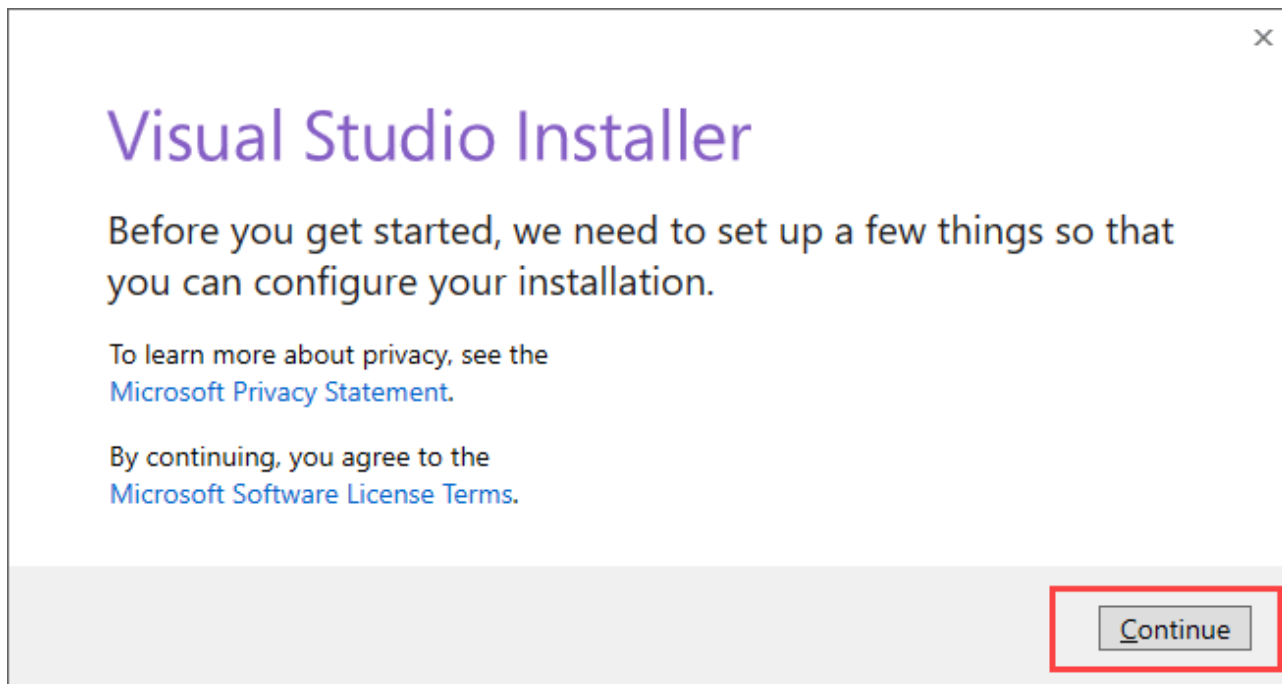 Visual Studio Installer
Before you get started, we need to set up a few things so that
you can configure your installation.
To learn more about privacy, see the
Microsoft Privacy Statement.
By continuing, you agree to the
Microsoft Software License Terms.
Continue